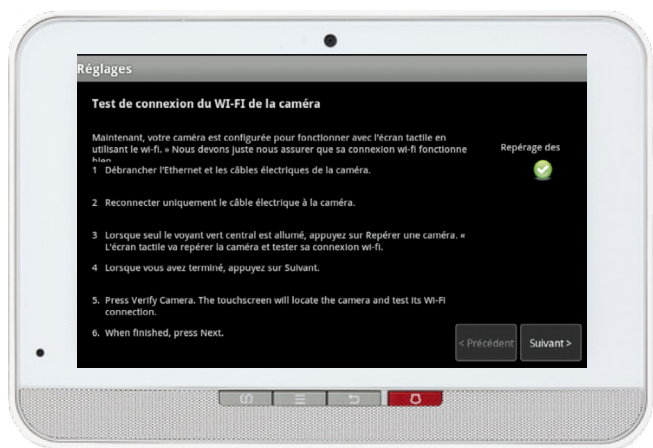 Réglages
Test de connexion du WI-FI de la caméra
Maintenant, votre caméra est configurée pour fonctionner avec l'écran tactile en
utilisant le wi-fi. » Nous devons juste nous assurer que sa connexion wi-fi fonctionne
bien
Repérage des
1 Débrancher l'Ethernet et les câbles électriques de la caméra.
2 Reconnecter uniquement le câble électrique à la caméra.
3 Lorsque seul le voyant vert central est allumé, appuyez sur Repérer une caméra. «
L'écran tactile va repérer la caméra et tester sa connexion wi-fi.
4 Lorsque vous avez terminé, appuyez sur Suivant.
5. Press Verify Camera. The touchscreen will locate the camera and test its Wi-Fi
connection.
6. When finished, press Next.
< Précédent
Suivant >